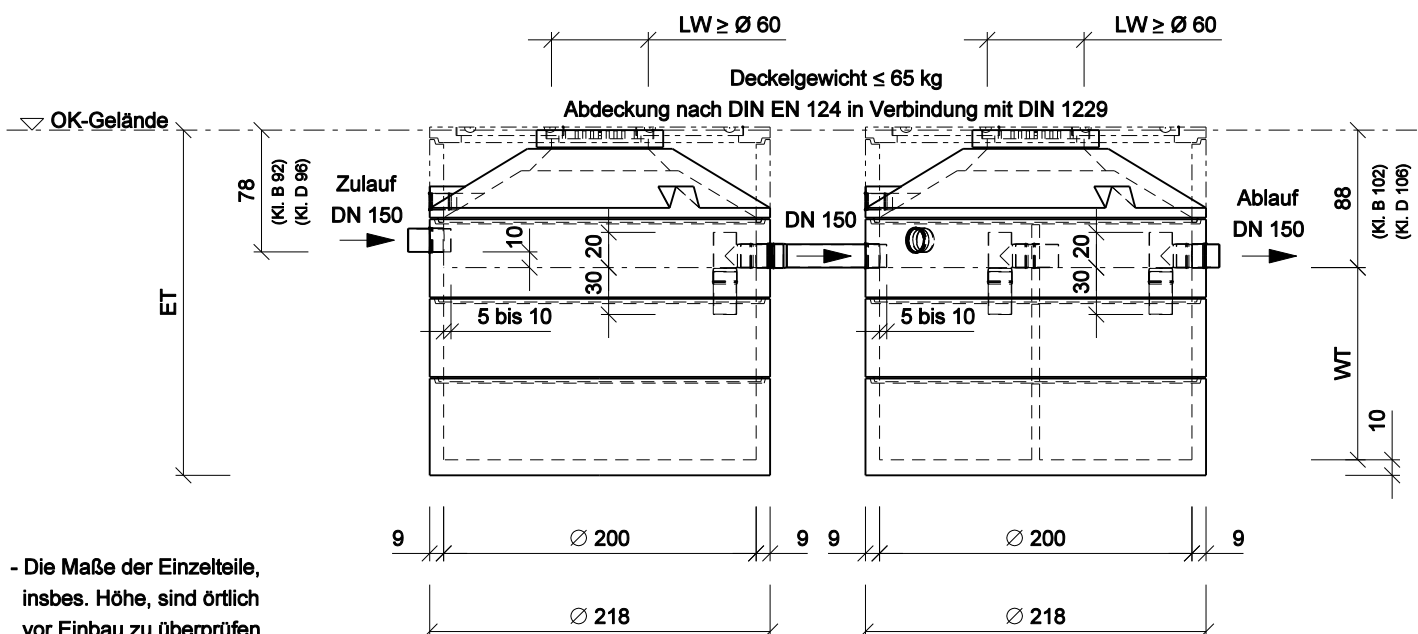 LW ≥ Ø 60
LW ≥ Ø 60
Deckelgewicht ≤ 65 kg
Abdeckung nach DIN EN 124 in Verbindung mit DIN 1229
OK-Gelände
78
(Kl. B 92)
(Kl. D 96)
Zulauf
DN 150
10
20
30
DN 150
20
30
88
(Kl. B 102)
(Kl. D 106)
Ablauf
DN 150
ET
5 bis 10
5 bis 10
WT
10
9
∅ 200
9
9
∅ 200
9
- Die Maße der Einzelteile,
insbes. Höhe, sind örtlich
vor Einbau zu überprüfen
∅ 218
∅ 218